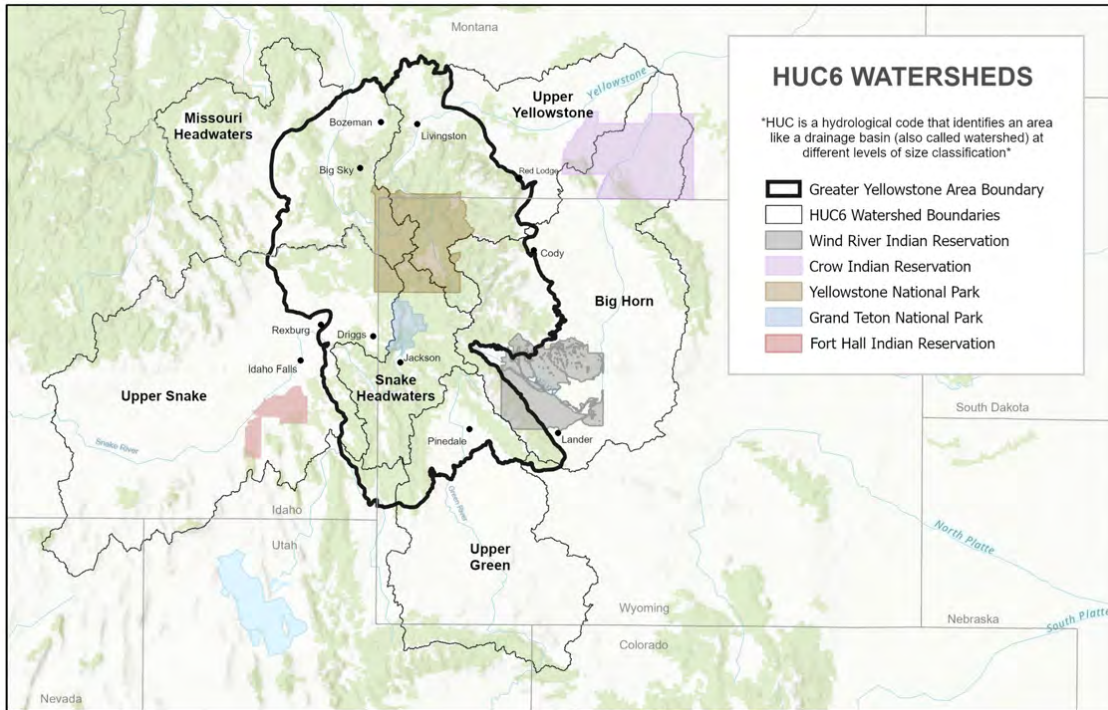 Montana
Yellowstone
Upper
Yellowstone
Missouri
Headwaters
Bozeman
Livingston
Big Sky
Red Lodge
Cody
Big Horn
Rexburg
Driggs
Idaho Falls
Jackson
Snake
Headwaters
Upper Snake
Snake River
Pinedale
Lander
Green River
Idaho
Utah
Upper
Green
Wyoming
Colorado
Nevada
South Dakota
North Platte
Nebraska
South Platte
HUC6 WATERSHEDS
*HUC is a hydrological code that identifies an area
like a drainage basin (also called watershed) at
different levels of size classification*
Greater Yellowstone Area Boundary
HUC6 Watershed Boundaries
Wind River Indian Reservation
Crow Indian Reservation
Yellowstone National Park
Grand Teton National Park
Fort Hall Indian Reservation